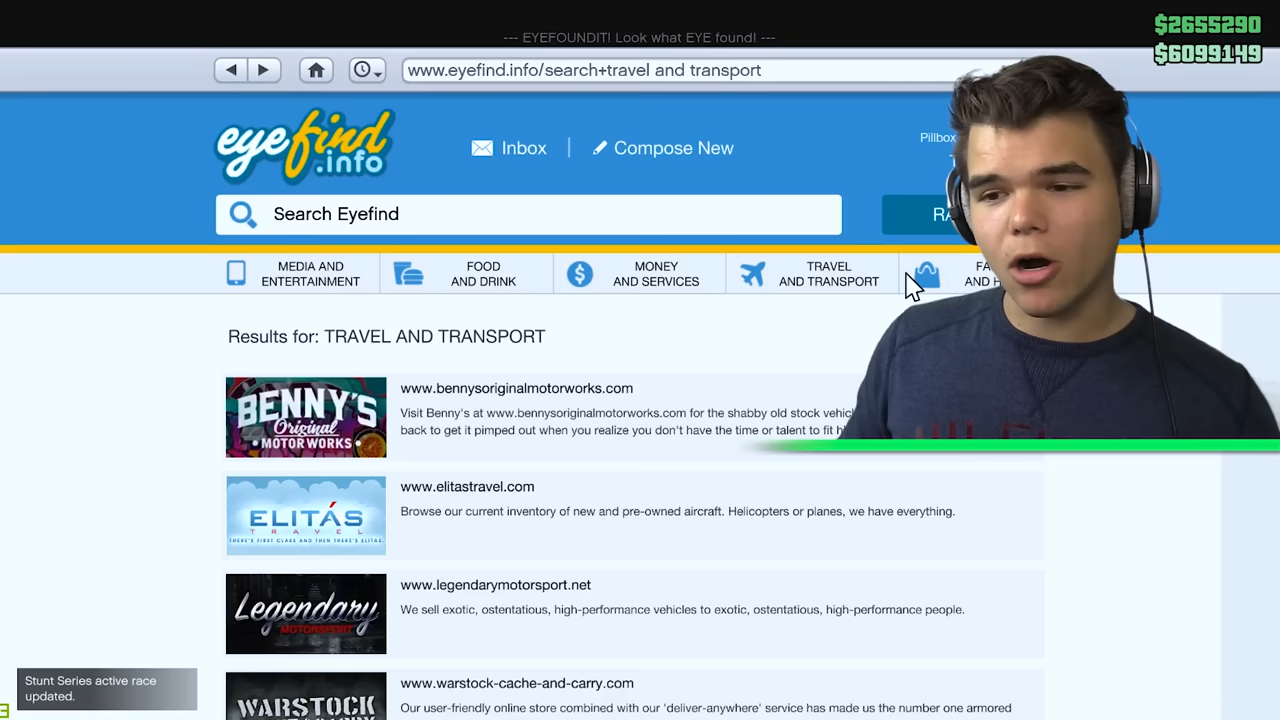 $2655290
--- EYEFOUNDIT! Look what EYE found! ---
$6099149
www.eyefind.info/search+travel and transport
eyefind.info
Inbox
Compose New
Pillbox
Search Eyefind
MEDIA AND
ENTERTAINMENT
FOOD
AND DRINK
MONEY
AND SERVICES
TRAVEL
AND TRANSPORT
Results for: TRAVEL AND TRANSPORT
BENNY'S
Original
MOTORWORKS
www.bennysoriginalmotorworks.com
Visit Benny's at www.bennysoriginalmotorworks.com for the shabby old stock
back to get it pimped out when you realize you don't have the time or talent to fit
ELITÁS
TRAVEL
THERE'S FIRST CLASS AND THEN THERE'S ELITAS.
www.elitastravel.com
Browse our current inventory of new and pre-owned aircraft. Helicopters or planes, we have everything.
Legendary
MOTORSPORT
www.legendarymotorsport.net
We sell exotic, ostentatious, high-performance vehicles to exotic, ostentatious, high-performance people.
Stunt Series active race
updated.
WARSTOCK
www.warstock-cache-and-carry.com
Our user-friendly online store combined with our 'deliver-anywhere' service has made us the number one armored